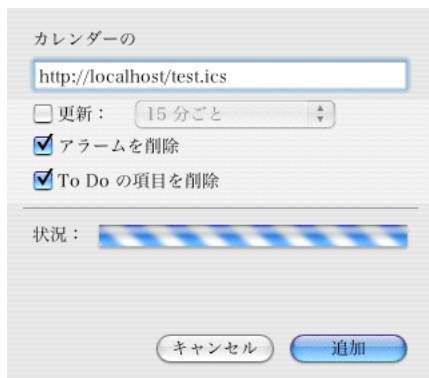 カレンダーの
http://localhost/test.ics
更新： 15 分ごと
アラームを削除
To Do の項目を削除
状況：
キャンセル 追加